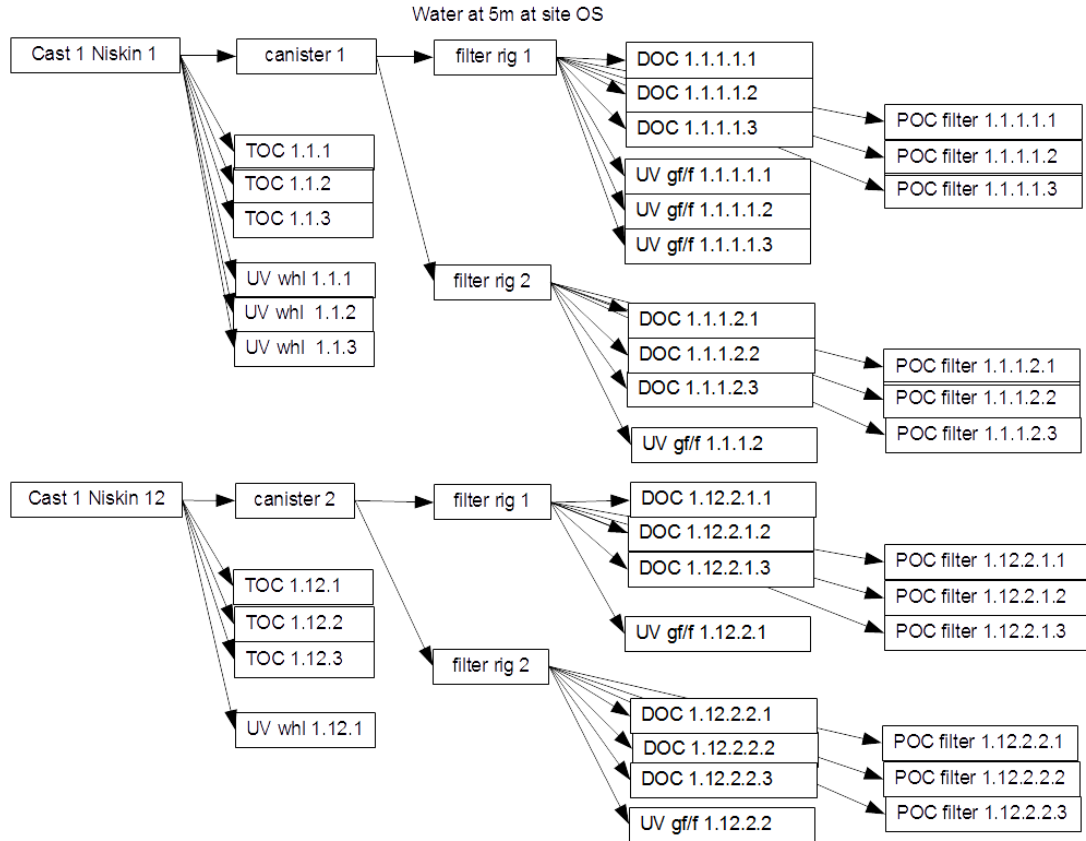 Water at 5m at site OS
Cast 1 Niskin 1
canister 1
filter rig 1
DOC 1.1.1.1.1
DOC 1.1.1.1.2
DOC 1.1.1.1.3
POC filter 1.1.1.1.1
POC filter 1.1.1.1.2
POC filter 1.1.1.1.3
TOC 1.1.1
TOC 1.1.2
TOC 1.1.3
UV gf/f 1.1.1.1.1
UV gf/f 1.1.1.1.2
UV gf/f 1.1.1.1.3
UV whl 1.1.1
UV whl 1.1.2
UV whl 1.1.3
filter rig 2
DOC 1.1.1.2.1
DOC 1.1.1.2.2
DOC 1.1.1.2.3
POC filter 1.1.1.2.1
POC filter 1.1.1.2.2
POC filter 1.1.1.2.3
UV gf/f 1.1.1.2
Cast 1 Niskin 12
canister 2
filter rig 1
DOC 1.12.2.1.1
DOC 1.12.2.1.2
DOC 1.12.2.1.3
POC filter 1.12.2.1.1
POC filter 1.12.2.1.2
POC filter 1.12.2.1.3
TOC 1.12.1
TOC 1.12.2
TOC 1.12.3
UV gf/f 1.12.2.1
UV whl 1.12.1
filter rig 2
DOC 1.12.2.2.1
DOC 1.12.2.2.2
DOC 1.12.2.2.3
POC filter 1.12.2.2.1
POC filter 1.12.2.2.2
POC filter 1.12.2.2.3
UV gf/f 1.12.2.2